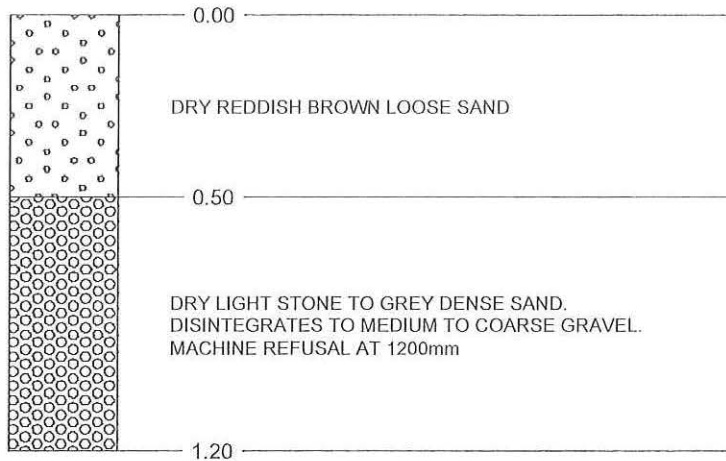 0.00
DRY REDDISH BROWN LOOSE SAND
0.50
DRY LIGHT STONE TO GREY DENSE SAND.
DISINTEGRATES TO MEDIUM TO COARSE GRAVEL.
MACHINE REFUSAL AT 1200mm
1.20